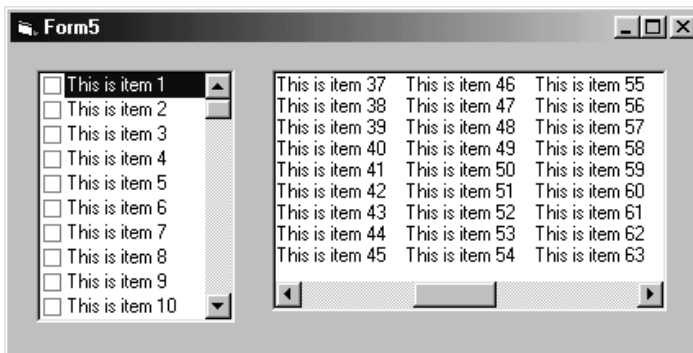 Form5
This is item 1
This is item 2
This is item 3
This is item 4
This is item 5
This is item 6
This is item 7
This is item 8
This is item 9
This is item 10
This is item 37 This is item 46 This is item 55
This is item 38 This is item 47 This is item 56
This is item 39 This is item 48 This is item 57
This is item 40 This is item 49 This is item 58
This is item 41 This is item 50 This is item 59
This is item 42 This is item 51 This is item 60
This is item 43 This is item 52 This is item 61
This is item 44 This is item 53 This is item 62
This is item 45 This is item 54 This is item 63